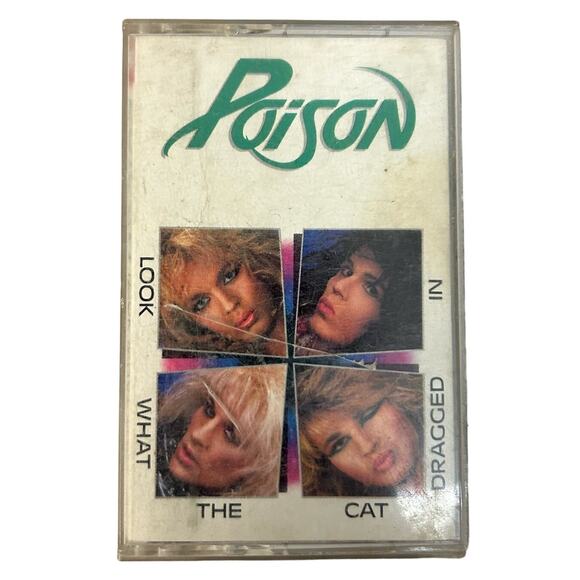 Poison
LOOK
WHAT
THE
CAT
DRAGGED
IN